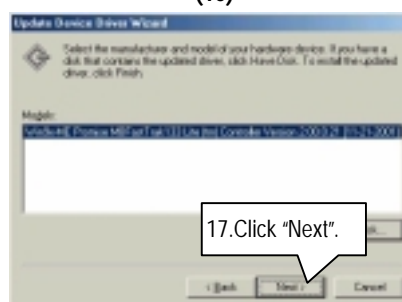 Update Device Driver Wizard
Select the manufacturer and model of your hardware device. If you have a
disk that contains the updated driver, click Have Disk. To install the updated
driver, click Finish.
Models:
17.Click “Next”.
< Back
Next >
Cancel